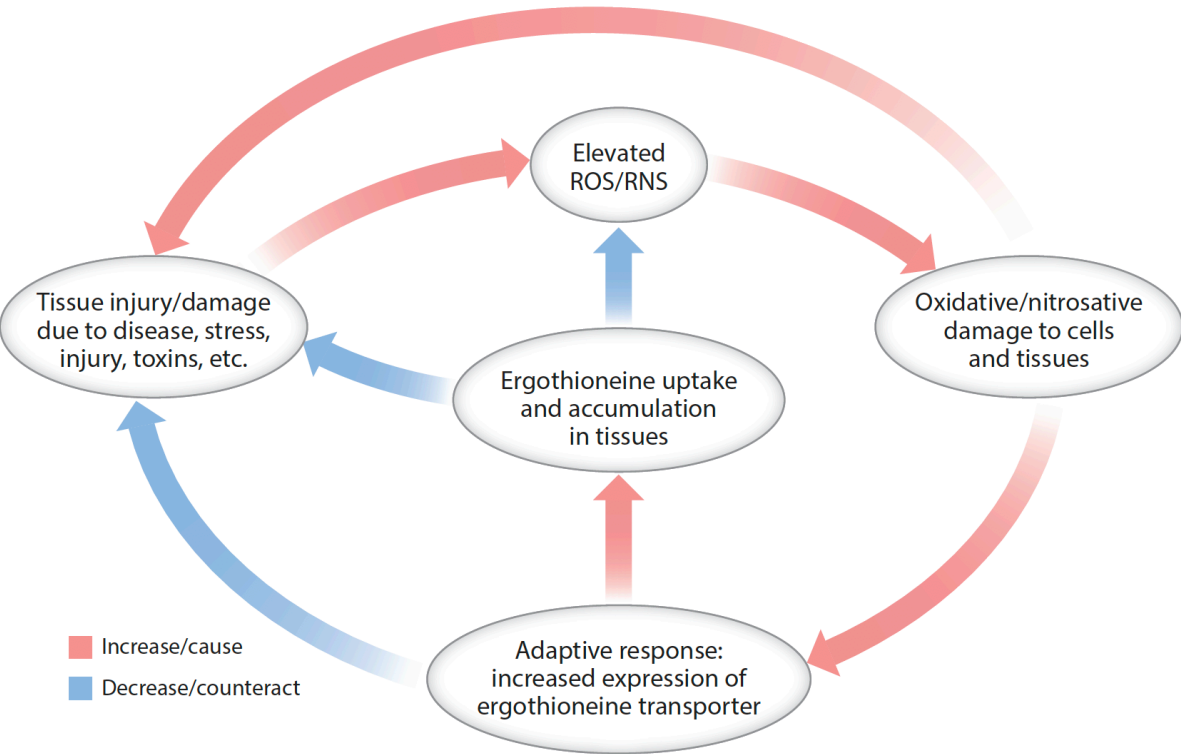 Elevated
ROS/RNS
Tissue injury/damage
due to disease, stress,
injury, toxins, etc.
Oxidative/nitrosative
damage to cells
and tissues
Ergothioneine uptake
and accumulation
in tissues
Adaptive response:
increased expression of
ergothioneine transporter
Increase/cause
Decrease/counteract